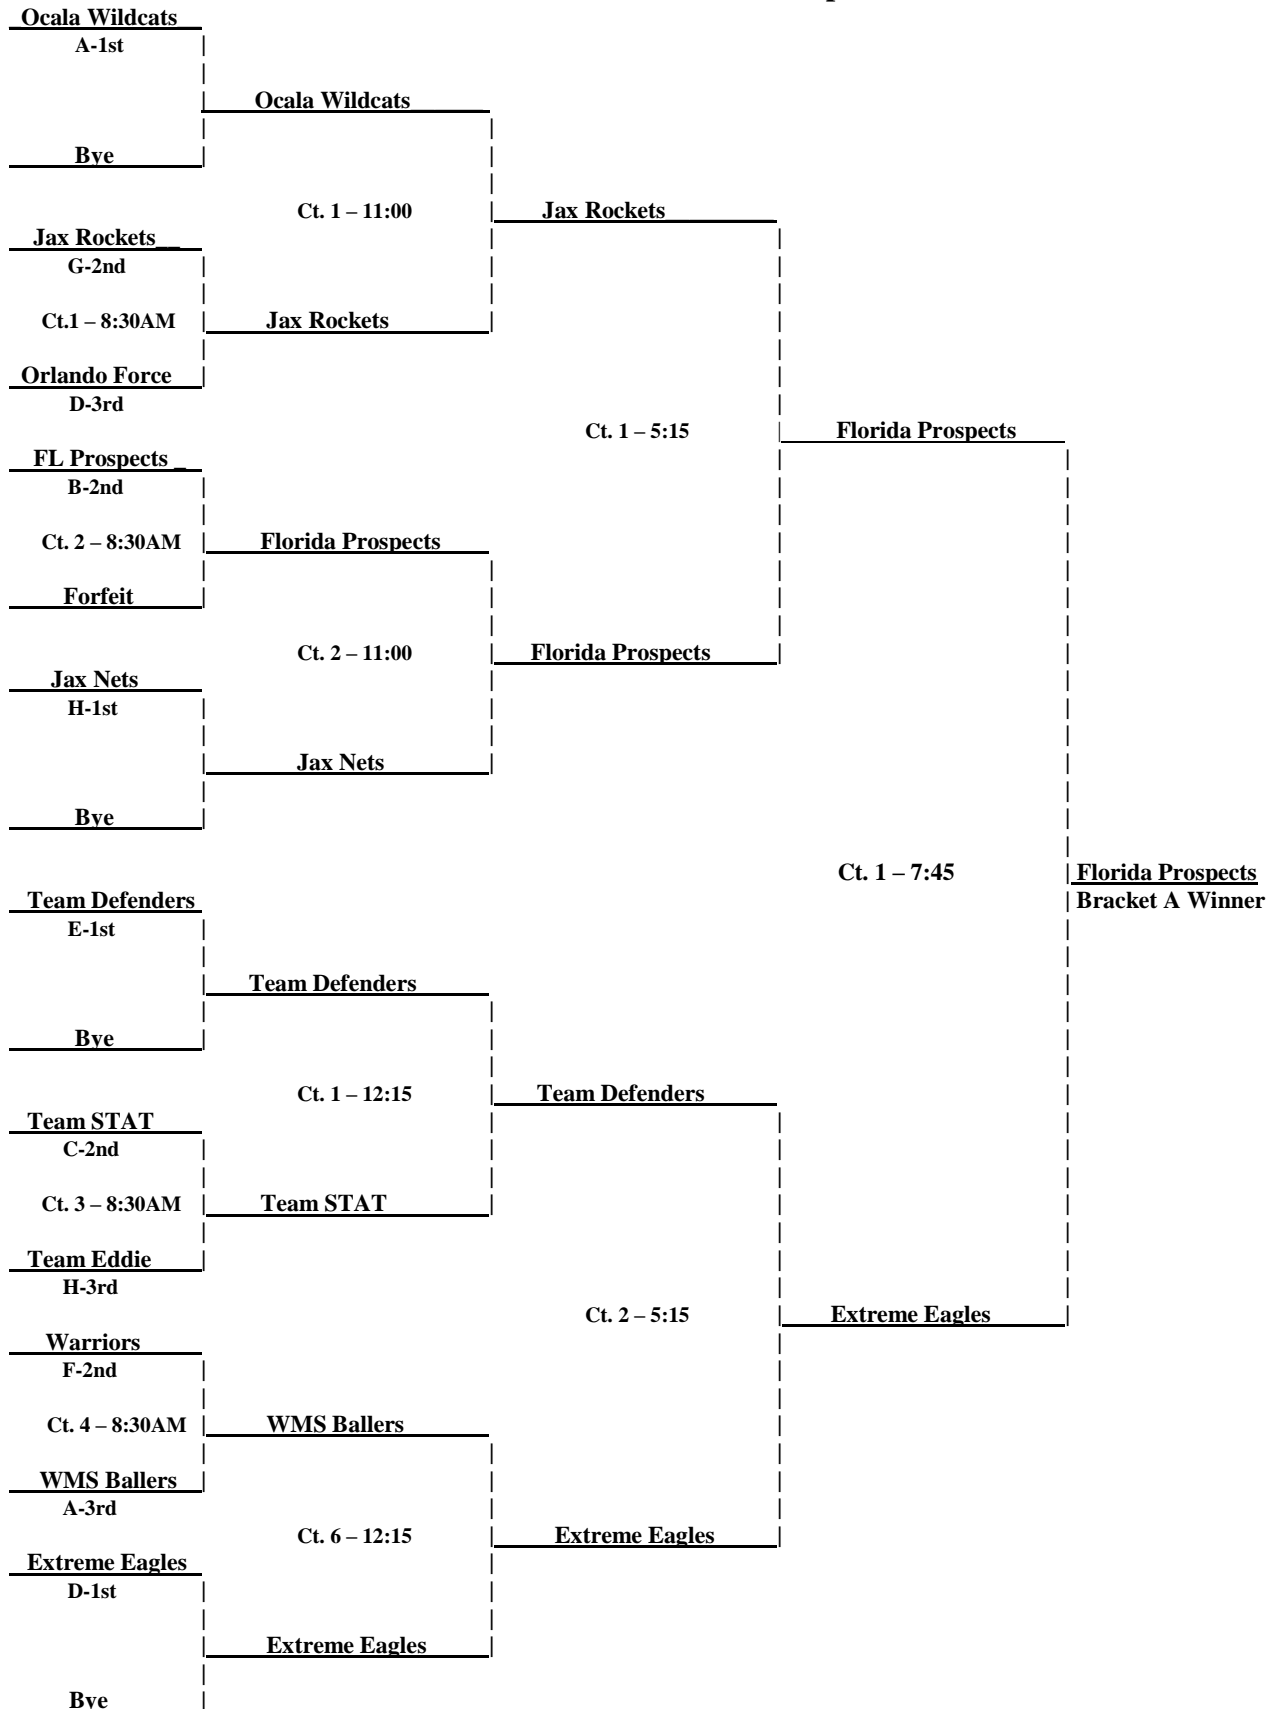 Ocala Wildcats
A-1st
Ocala Wildcats
Bye
Ct. 1 – 11:00
Jax Rockets
Jax Rockets__
G-2nd
Ct.1 – 8:30AM
Jax Rockets
Orlando Force
D-3rd
Ct. 1 – 5:15
Florida Prospects
FL Prospects _
B-2nd
Ct. 2 – 8:30AM
Florida Prospects
Forfeit
Ct. 2 – 11:00
Florida Prospects
Jax Nets
H-1st
Jax Nets
Bye
Ct. 1 – 7:45
Florida Prospects
Bracket A Winner
Team Defenders
E-1st
Team Defenders
Bye
Ct. 1 – 12:15
Team Defenders
Team STAT
C-2nd
Ct. 3 – 8:30AM
Team STAT
Team Eddie
H-3rd
Ct. 2 – 5:15
Extreme Eagles
Warriors
F-2nd
Ct. 4 – 8:30AM
WMS Ballers
WMS Ballers
A-3rd
Ct. 6 – 12:15
Extreme Eagles
Extreme Eagles
D-1st
Extreme Eagles
Bye